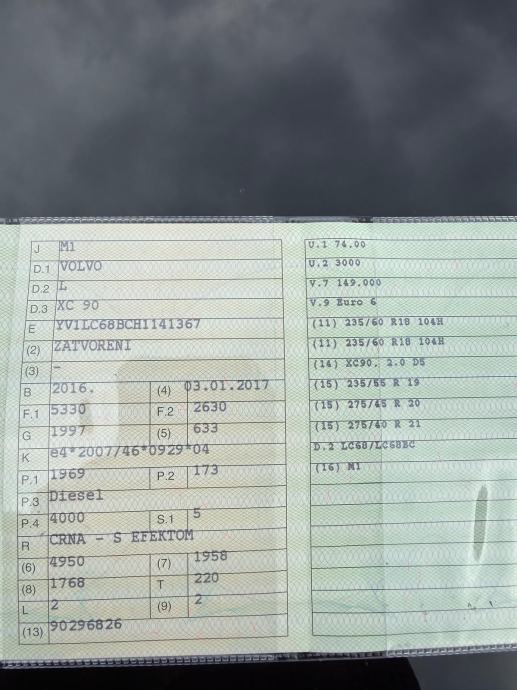 J M1
D.1 VOLVO
D.2 L
D.3 XC 90
E YV1LC68BCH1141367
(2) ZATVORENI
(3) -
B 2016. (4) 03.01.2017
F.1 5330 F.2 2630
G 1997 (5) 633
K e4*2007/46*0929*04
P.1 1969 P.2 173
P.3 Diesel
P.4 4000 S.1 5
R CRNA - S EFEKTOM
(6) 4950 (7) 1958
(8) 1768 T 220
L 2 (9) 2
(13) 90296826
U.1 74,00
U.2 3000
V.7 149,000
V.9 Euro 6
(11) 235/60 R18 104H
(11) 235/60 R18 104H
(14) XC90, 2.0 D5
(15) 235/55 R 19
(15) 275/45 R 20
(15) 275/40 R 21
D.2 LC68/LC68BC
(16) M1